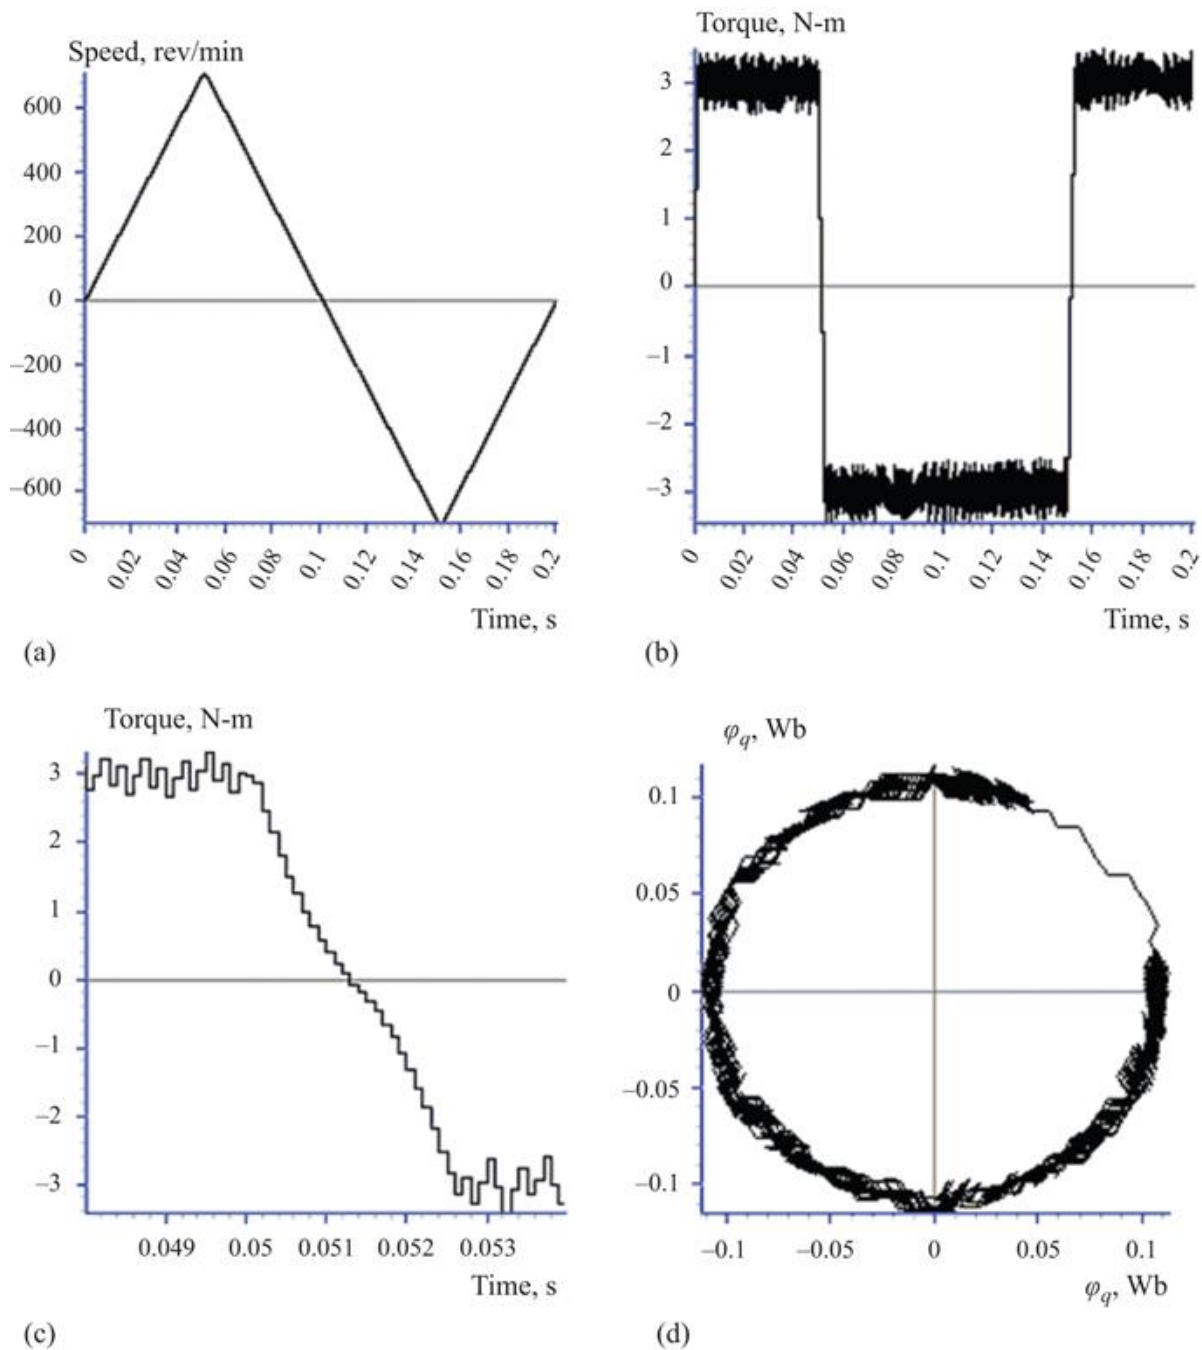 Speed, rev/min
600
400
200
0
–200
–400
–600
0 0.02 0.04 0.06 0.08 0.1 0.12 0.14 0.16 0.18 0.2
Time, s
(a)
Torque, N-m
3
2
1
0
–1
–2
–3
0 0.02 0.04 0.06 0.08 0.1 0.12 0.14 0.16 0.18 0.2
Time, s
(b)
Torque, N-m
3
2
1
0
–1
–2
–3
0.049 0.05 0.051 0.052 0.053
Time, s
(c)
φq, Wb
0.1
0.05
0
–0.05
–0.1
–0.1 –0.05 0 0.05 0.1
φq, Wb
(d)